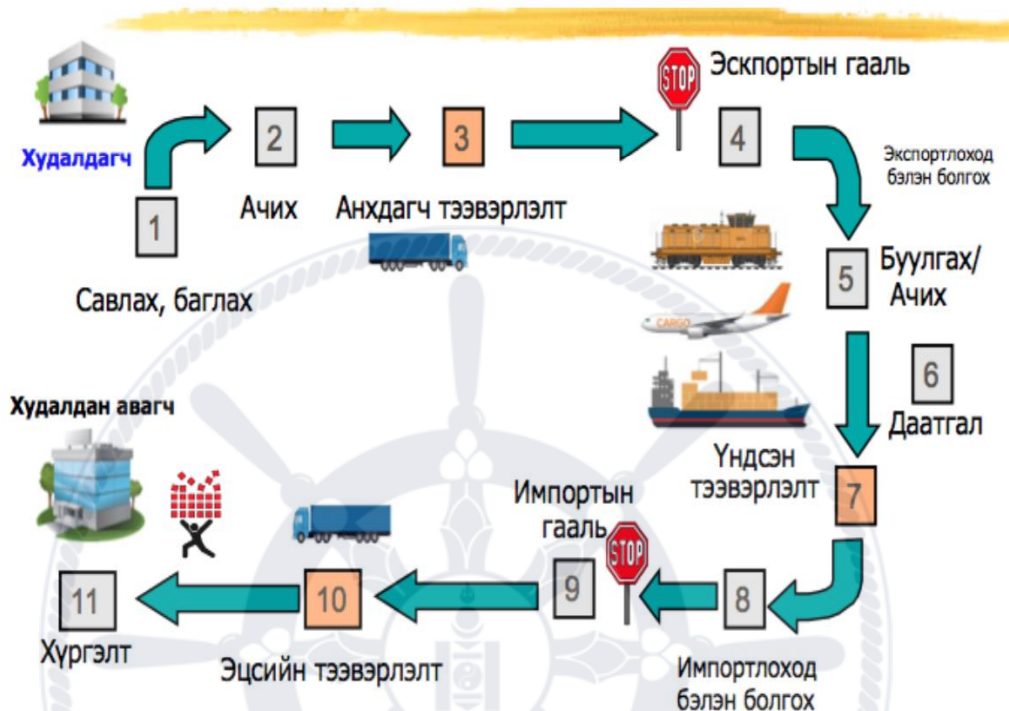 Худалдагч
1
Савлах, баглах
2
Ачих
3
Анхдагч тээвэрлэлт
STOP
Эскпортын гааль
4
Экспортлоход
бэлэн болгох
5
Буулгах/
Ачих
6
Даатгал
CARGO
Үндсэн
тээвэрлэлт
7
8
Импортлоход
бэлэн болгох
Импортын
гааль
STOP
9
10
Эцсийн тээвэрлэлт
11
Хүргэлт
Худалдан авагч